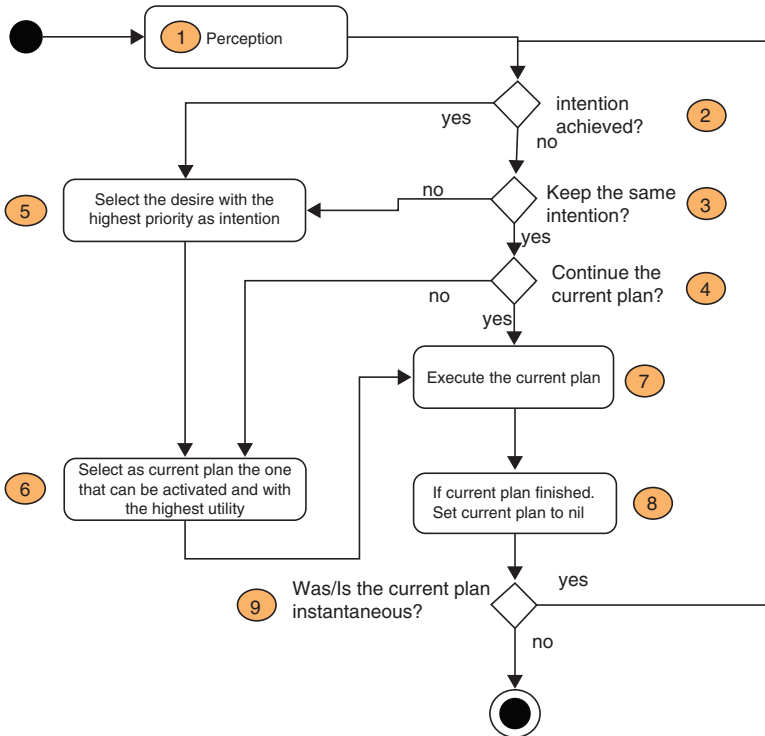 1 Perception
intention
achieved?
2
yes
no
Select the desire with the
highest priority as intention
5
no
Keep the same
intention?
3
yes
Continue the
current plan?
4
no
yes
Execute the current plan
7
Select as current plan the one
that can be activated and with
the highest utility
6
If current plan finished.
Set current plan to nil
8
Was/Is the current plan
instantaneous?
9
yes
no